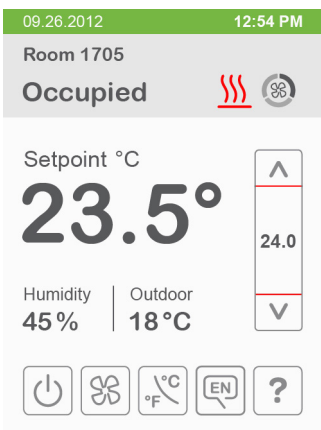 09.26.2012 12:54 PM
Room 1705
Occupied
Setpoint °C
23.5°
24.0
Humidity Outdoor
45% 18°C
°F °C EN ?